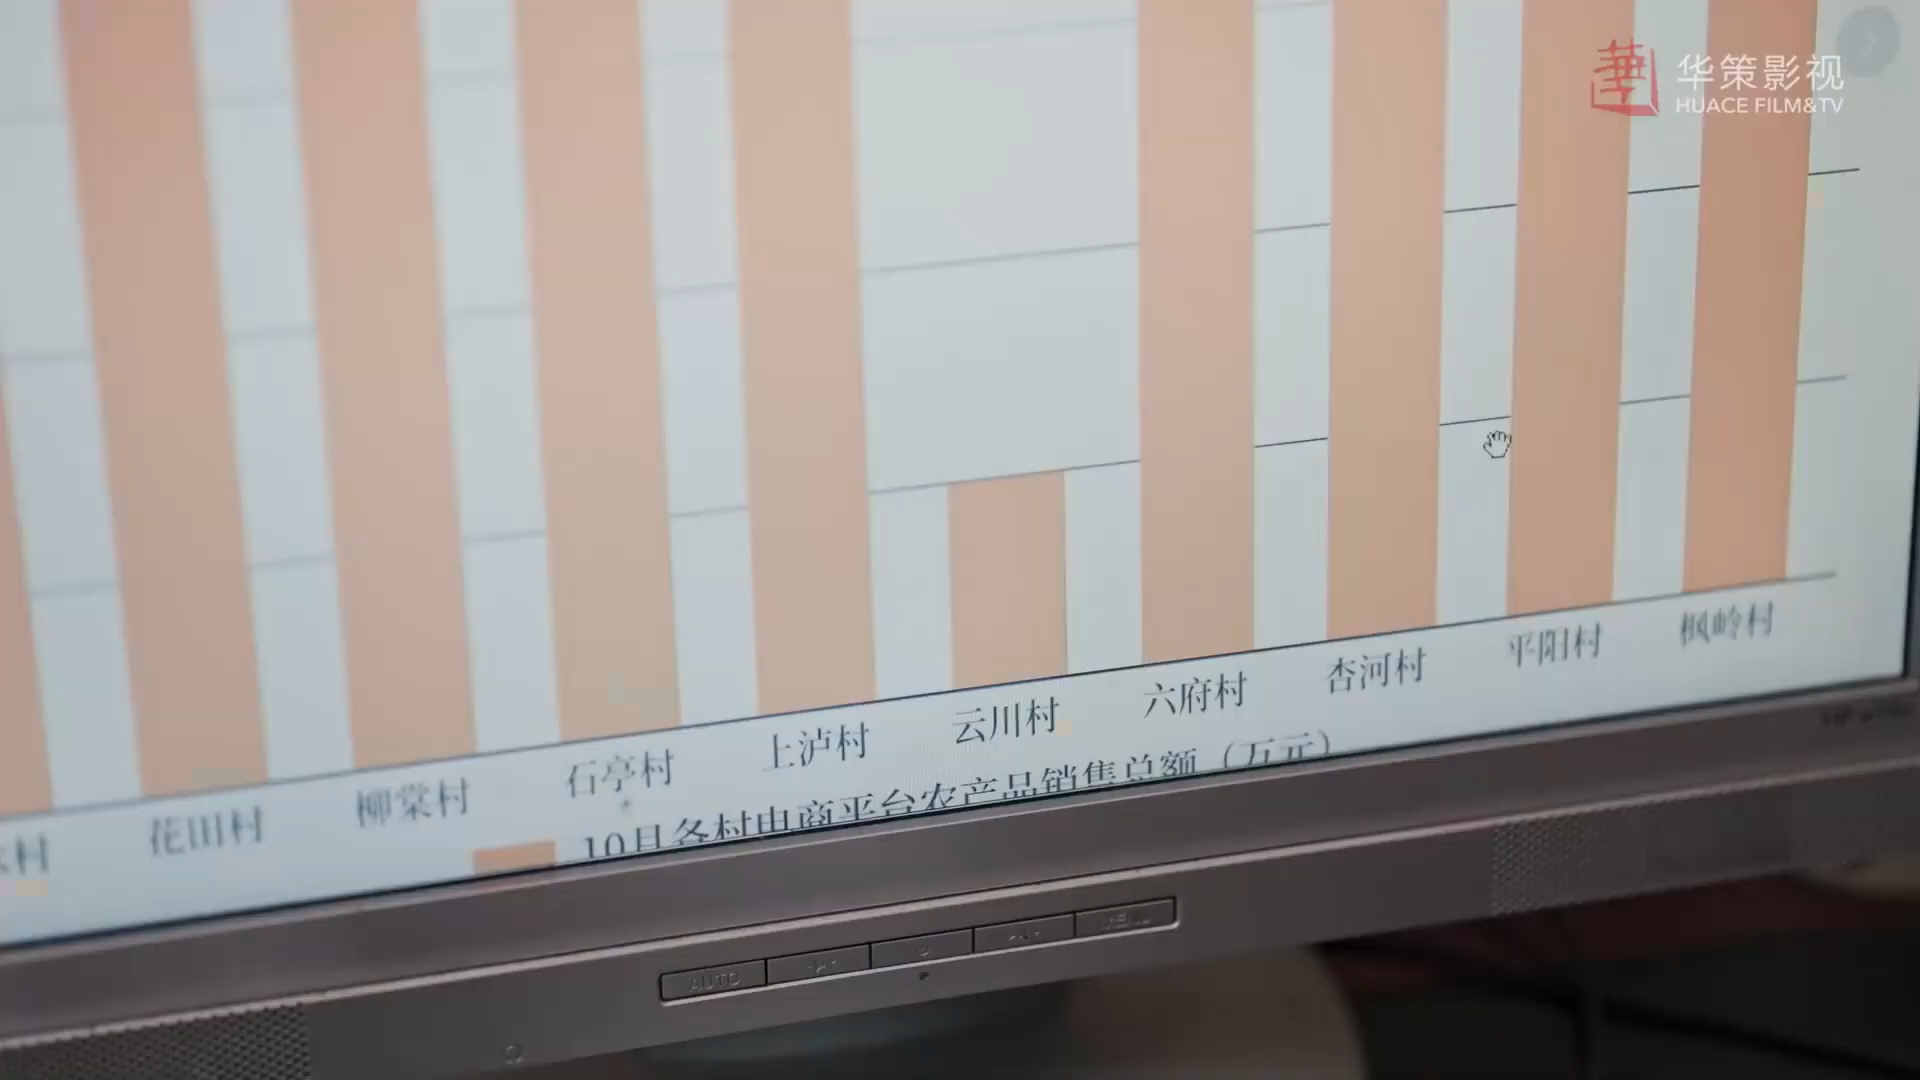 华策影视
HUACE FILM&TV
花田村
柳棠村
石亭村
上泸村
云川村
六府村
杏河村
平阳村
枫岭村
10月各村电商平台农产品销售总额（万元）
AUTO
MENU